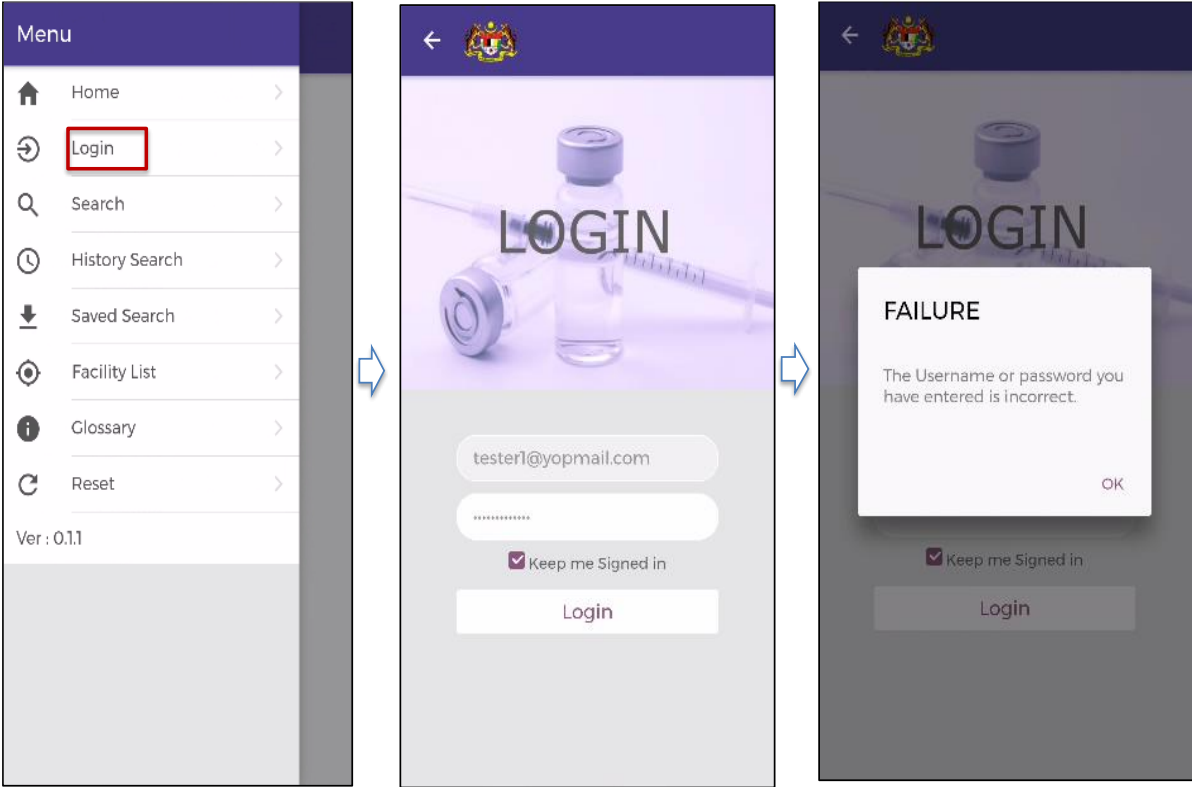 Menu
Home
Login
Search
History Search
Saved Search
Facility List
Glossary
Reset
Ver : 0.1.1
LOGIN
tester1@yopmail.com
Keep me Signed in
Login
LOGIN
FAILURE
The Username or password you
have entered is incorrect.
OK
Keep me Signed in
Login